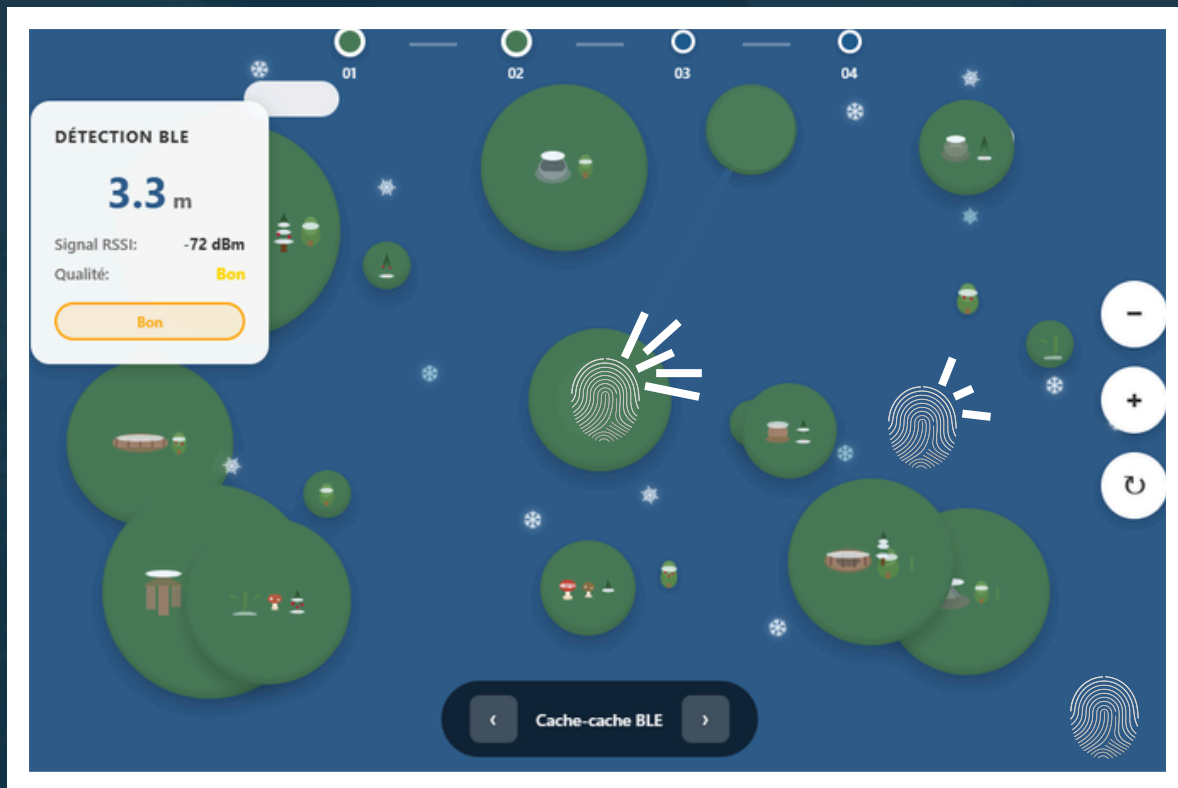 01
02
03
04
DÉTECTION BLE
3.3 m
Signal RSSI: -72 dBm
Qualité: Bon
Bon
−
+
↻
‹ Cache-cache BLE ›